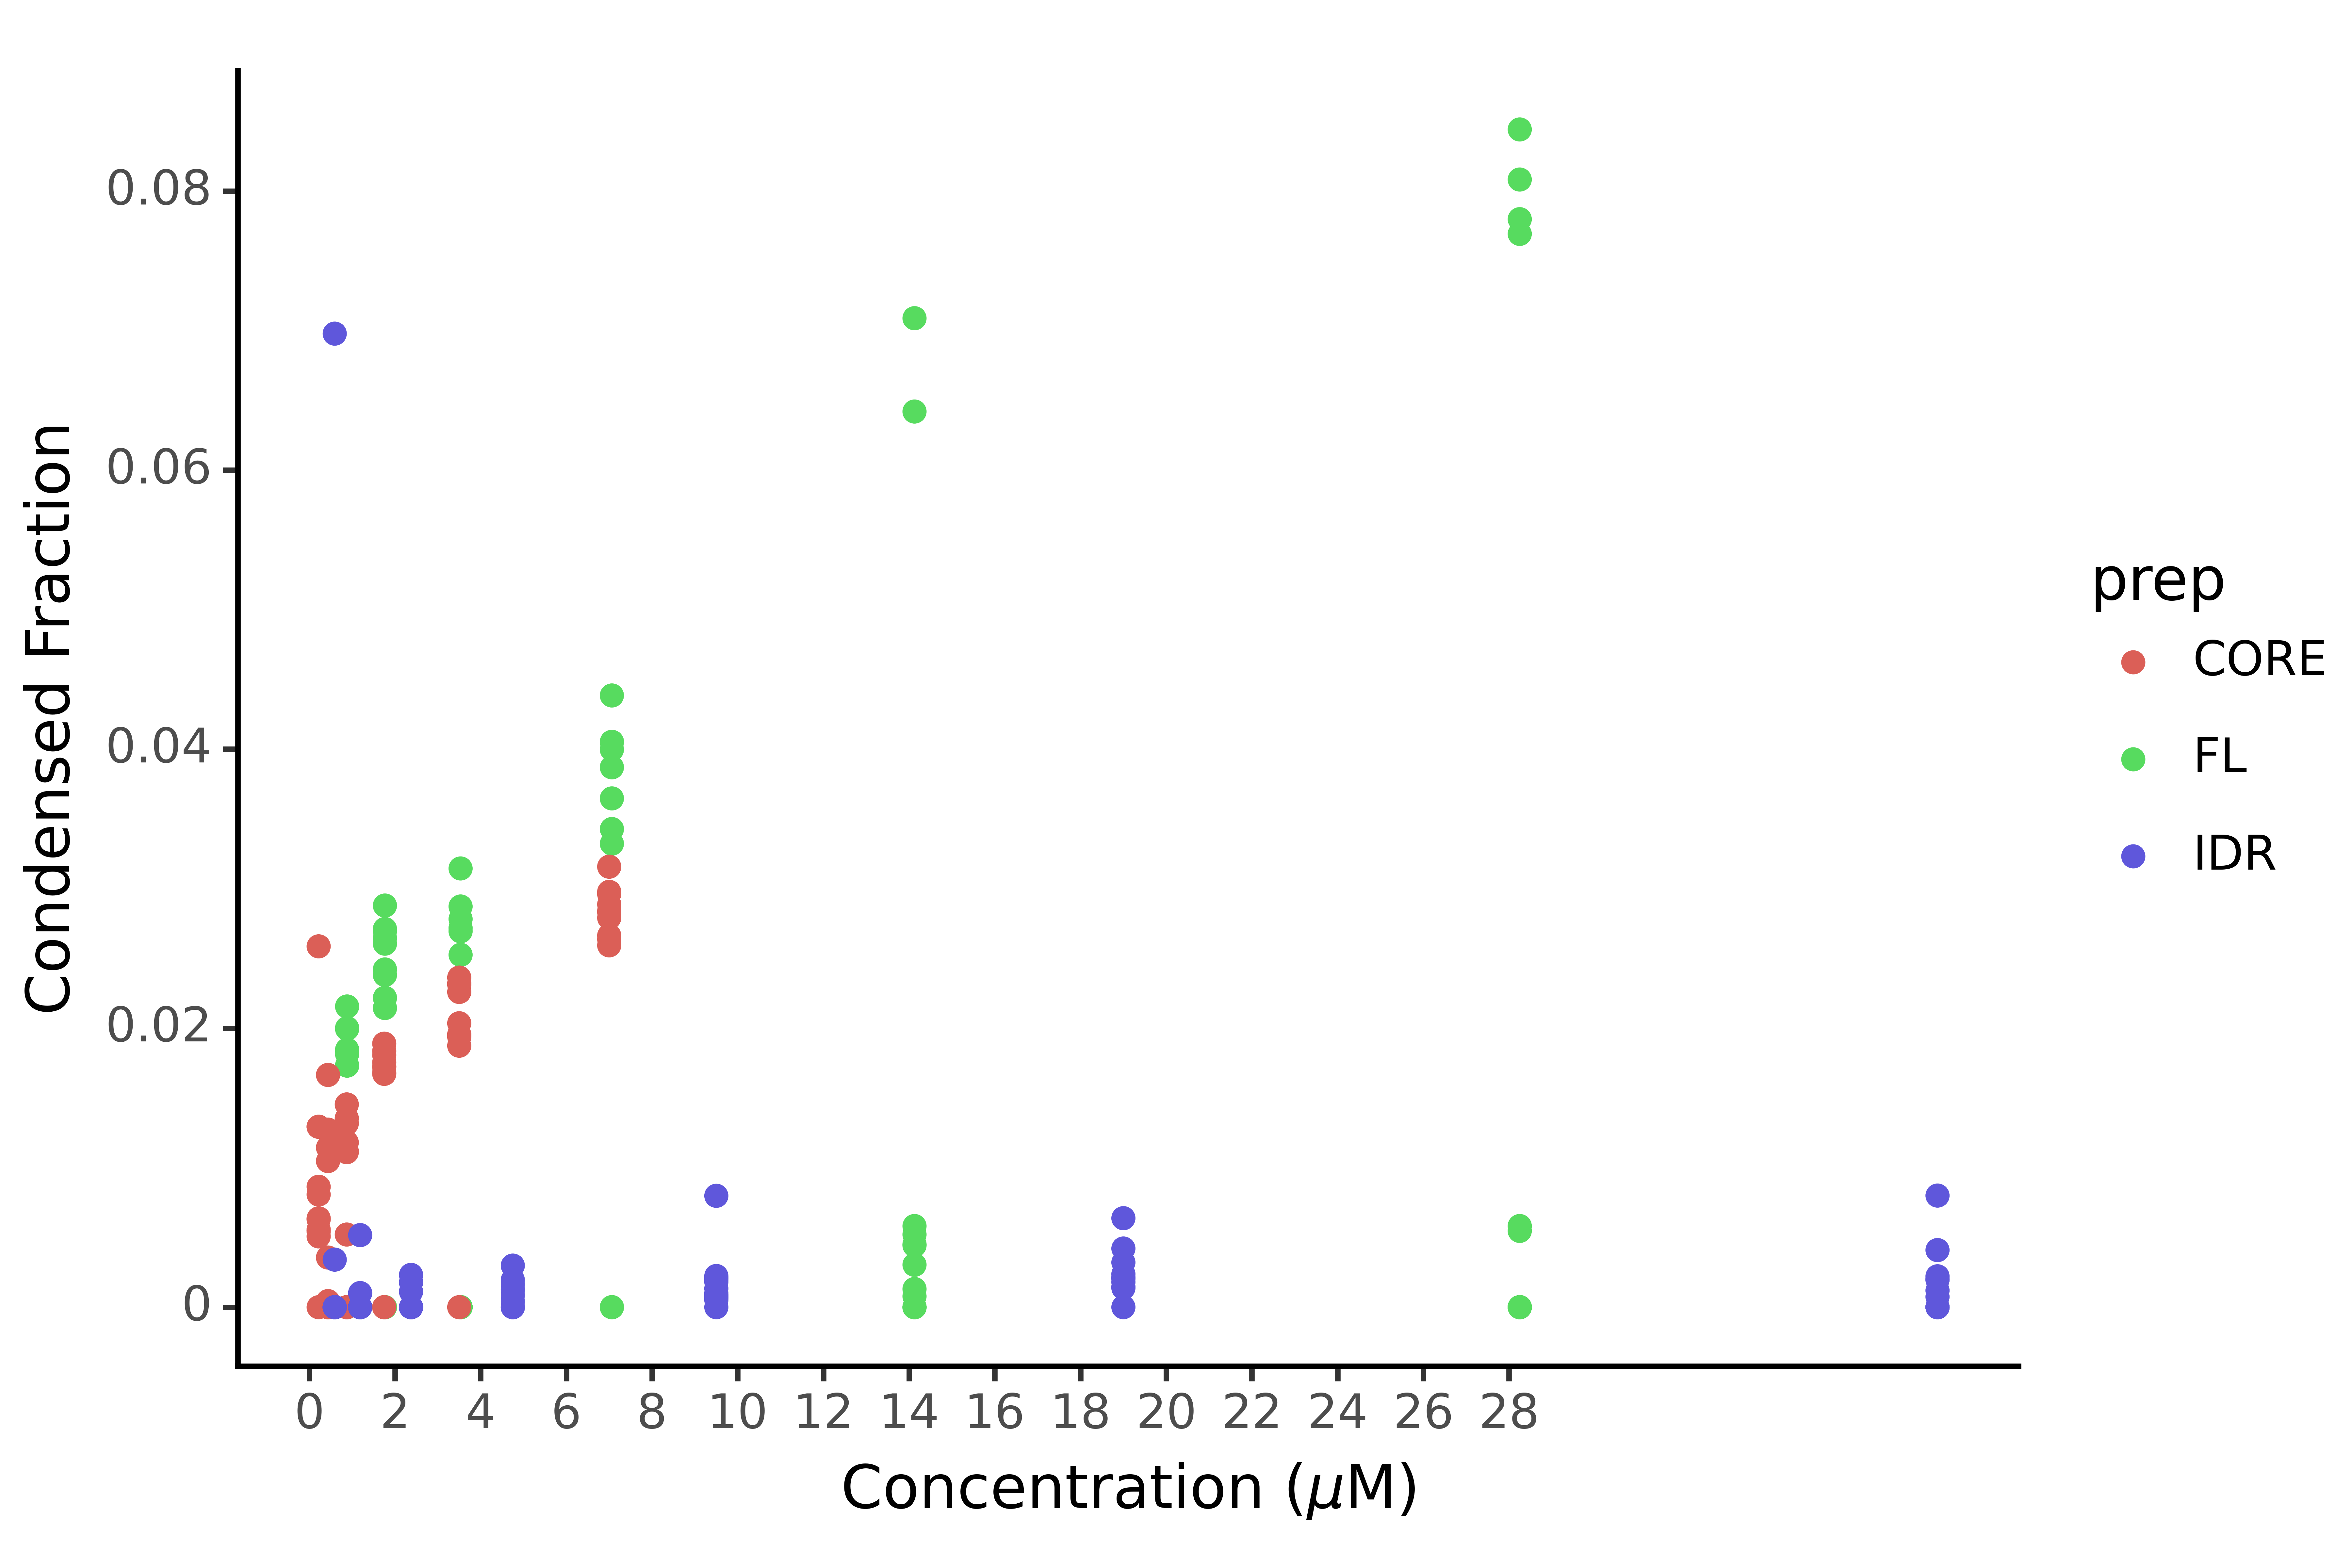 0.08
0.06
0.04
0.02
0
Condensed Fraction
0 2 4 6 8 10 12 14 16 18 20 22 24 26 28
Concentration (μM)
prep
CORE
FL
IDR